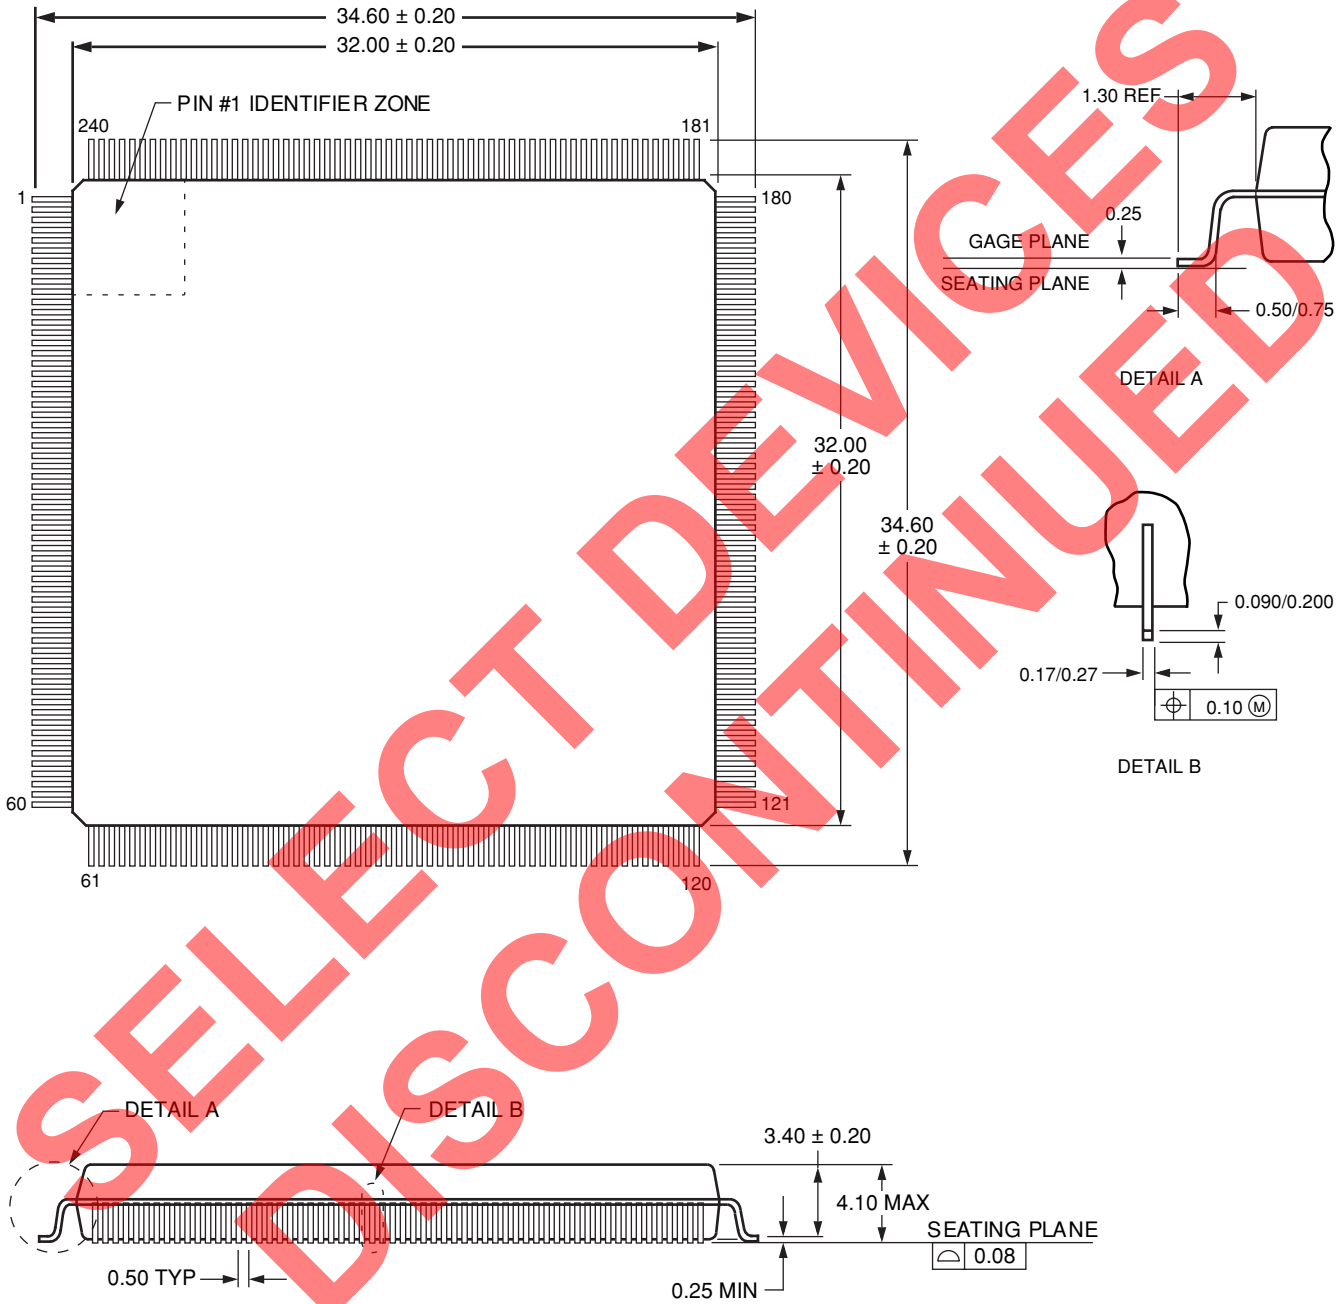 34.60 ± 0.20
32.00 ± 0.20
PIN #1 IDENTIFIER ZONE
240
181
1
180
60
121
61
120
32.00
± 0.20
34.60
± 0.20
1.30 REF
0.25
GAGE PLANE
SEATING PLANE
0.50/0.75
DETAIL A
0.090/0.200
0.17/0.27
0.10 Ⓜ
DETAIL B
DETAIL A
DETAIL B
3.40 ± 0.20
4.10 MAX
SEATING PLANE
0.08
0.50 TYP
0.25 MIN
SELECT DEVICES
DISCONTINUED